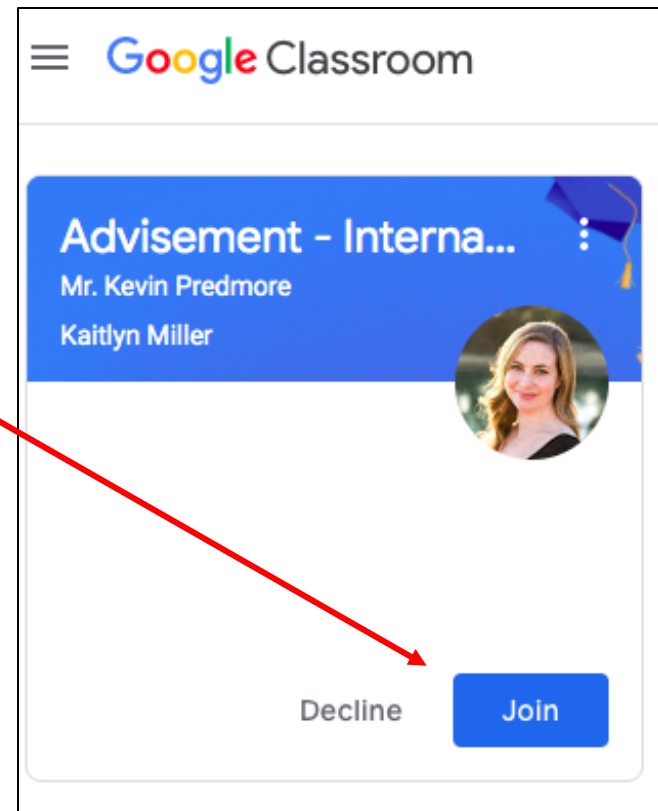 Google Classroom
Advisement - Interna...
Mr. Kevin Predmore
Kaitlyn Miller
Decline
Join